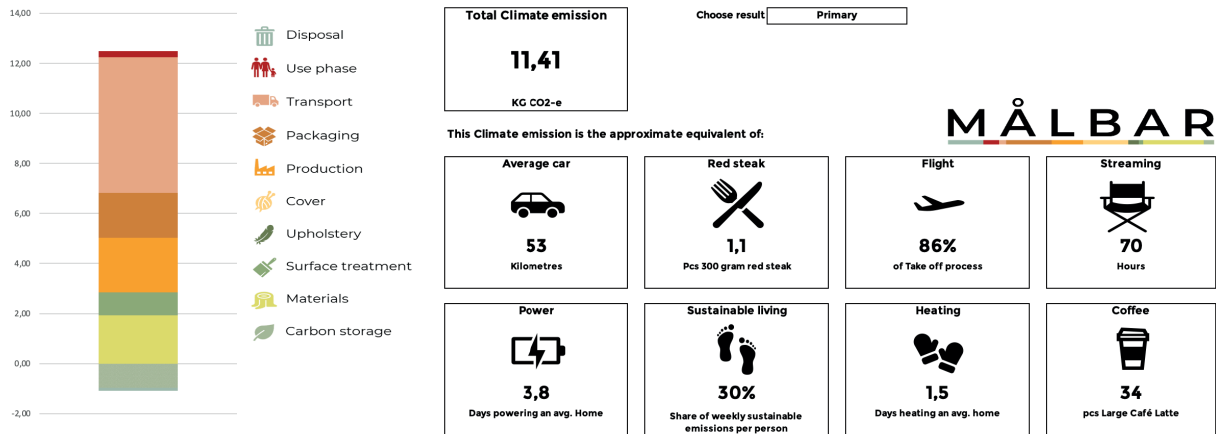 14,00
12,00
10,00
8,00
6,00
4,00
2,00
0,00
-2,00
Disposal
Use phase
Transport
Packaging
Production
Cover
Upholstery
Surface treatment
Materials
Carbon storage
Total Climate emission
11,41
KG CO2-e
Choose result Primary
MÅLBAR
This Climate emission is the approximate equivalent of:
Average car
53
Kilometres
Red steak
1,1
Pcs 300 gram red steak
Flight
86%
of Take off process
Streaming
70
Hours
Power
3,8
Days powering an avg. Home
Sustainable living
30%
Share of weekly sustainable
emissions per person
Heating
1,5
Days heating an avg. home
Coffee
34
pcs Large Café Latte